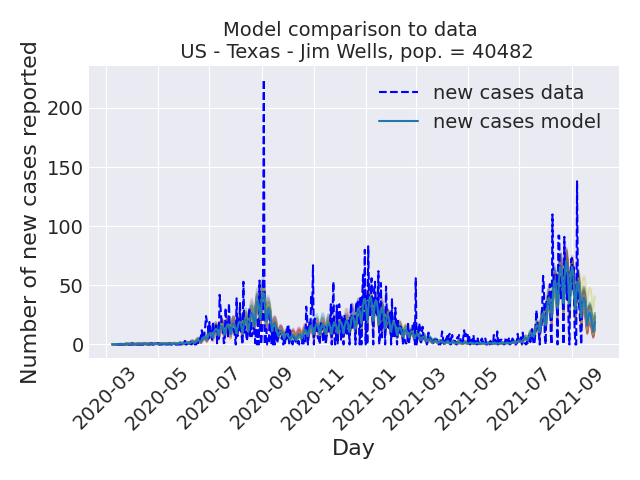 Model comparison to data
US - Texas - Jim Wells, pop. = 40482
Number of new cases reported
200
150
100
50
0
new cases data
new cases model
2020-03
2020-05
2020-07
2020-09
2020-11
2021-01
2021-03
2021-05
2021-07
2021-09
Day